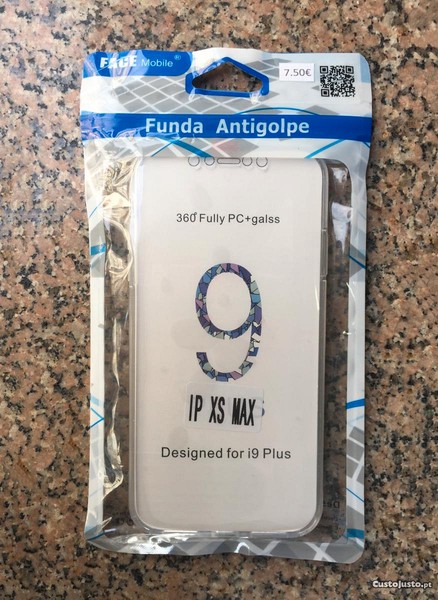 FACE Mobile®
7.50€
Funda Antigolpe
360° Fully PC+galss
9
IP XS MAX
Designed for i9 Plus
CustoJusto.pt